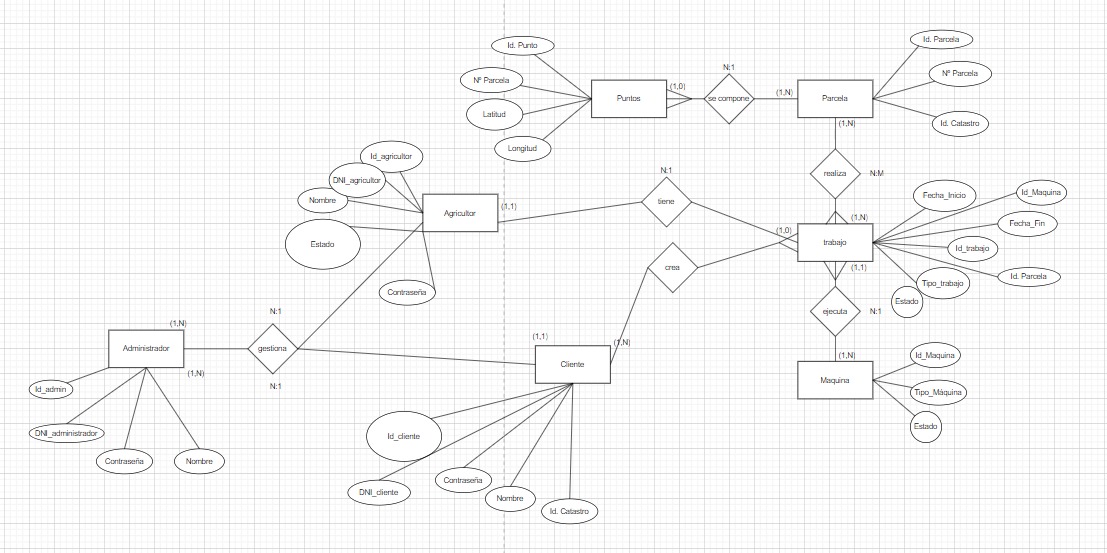 Id. Punto
Nº Parcela
Latitud
Longitud
Puntos
(1,0)
N:1
se compone
(1,N)
Parcela
Id. Parcela
Nº Parcela
Id. Catastro
(1,N)
realiza
N:M
Id_agricultor
DNI_agricultor
Nombre
Estado
Contraseña
Agricultor
(1,1)
N:1
tiene
(1,0)
crea
(1,N)
trabajo
(1,1)
Fecha_Inicio
Id_Maquina
Fecha_Fin
Id_trabajo
Id. Parcela
Tipo_trabajo
Estado
ejecuta
N:1
(1,N)
Maquina
Id_Maquina
Tipo_Máquina
Estado
(1,N)
Administrador
(1,N)
N:1
gestiona
N:1
Id_admin
DNI_administrador
Contraseña
Nombre
(1,1)
Cliente
(1,N)
Id_cliente
DNI_cliente
Contraseña
Nombre
Id. Catastro